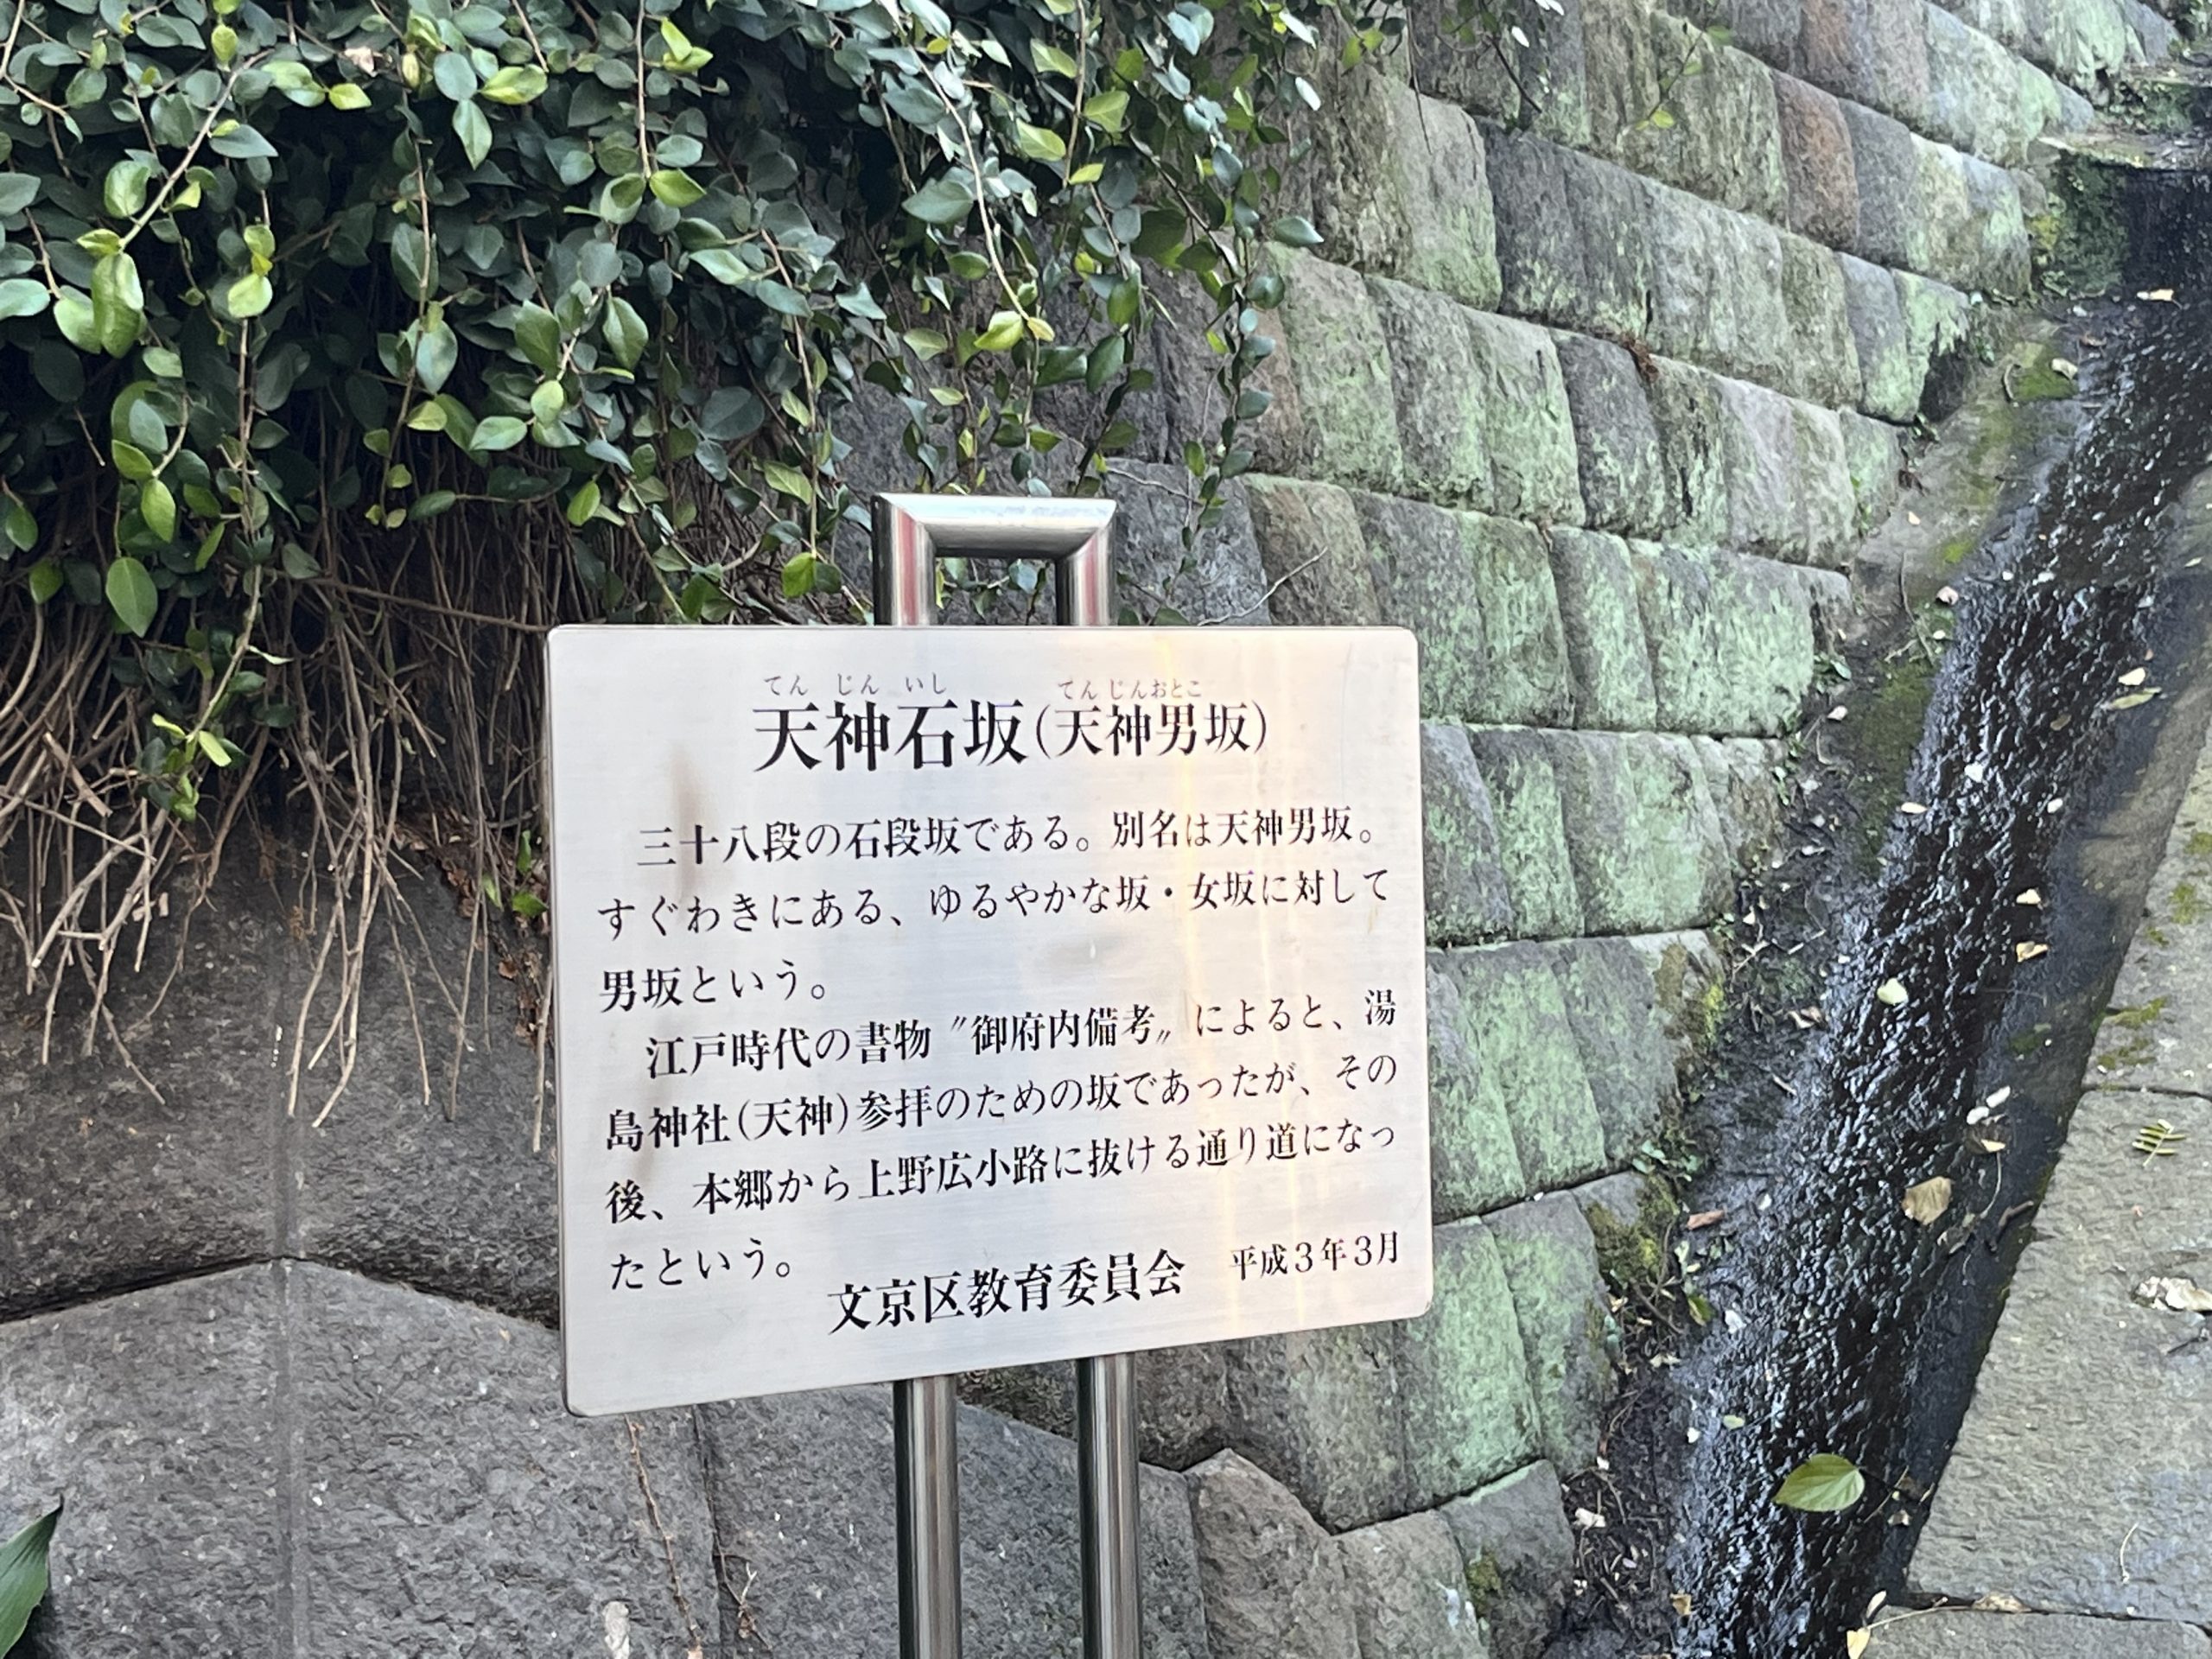 てん じん いし てんじんおとこ
天神石坂(天神男坂)
三十八段の石段坂である。別名は天神男坂。
すぐわきにある、ゆるやかな坂・女坂に対して
男坂という。
江戸時代の書物〝御府内備考〟によると、湯
島神社(天神)参拝のための坂であったが、その
後、本郷から上野広小路に抜ける通り道になっ
たという。
文京区教育委員会 平成3年3月